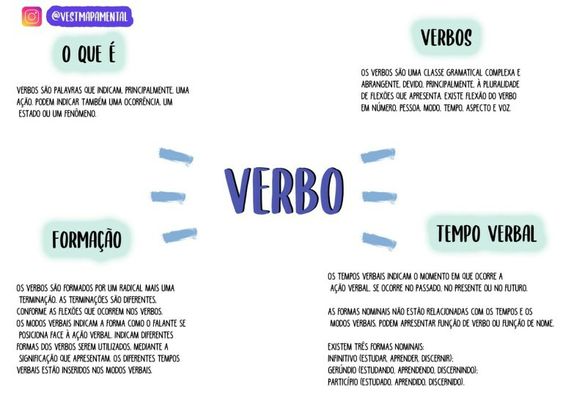 @VESTMAPAMENTAL
O QUE É
VERBOS SÃO PALAVRAS QUE INDICAM, PRINCIPALMENTE, UMA
AÇÃO. PODEM INDICAR TAMBÉM UMA OCORRÊNCIA, UM
ESTADO OU UM FENÔMENO.
VERBOS
OS VERBOS SÃO UMA CLASSE GRAMATICAL COMPLEXA E
ABRANGENTE, DEVIDO, PRINCIPALMENTE, À PLURALIDADE
DE FLEXÕES QUE APRESENTA. EXISTE FLEXÃO DO VERBO
EM NÚMERO, PESSOA, MODO, TEMPO, ASPECTO E VOZ.
VERBO
FORMAÇÃO
OS VERBOS SÃO FORMADOS POR UM RADICAL MAIS UMA
TERMINAÇÃO. AS TERMINAÇÕES SÃO DIFERENTES,
CONFORME AS FLEXÕES QUE OCORREM NOS VERBOS.
OS MODOS VERBAIS INDICAM A FORMA COMO O FALANTE SE
POSICIONA FACE À AÇÃO VERBAL. INDICAM DIFERENTES
FORMAS DOS VERBOS SEREM UTILIZADOS, MEDIANTE A
SIGNIFICAÇÃO QUE APRESENTAM. OS DIFERENTES TEMPOS
VERBAIS ESTÃO INSERIDOS NOS MODOS VERBAIS.
TEMPO VERBAL
OS TEMPOS VERBAIS INDICAM O MOMENTO EM QUE OCORRE A
AÇÃO VERBAL, SE OCORRE NO PASSADO, NO PRESENTE OU NO FUTURO.
AS FORMAS NOMINAIS NÃO ESTÃO RELACIONADAS COM OS TEMPOS E OS
MODOS VERBAIS. PODEM APRESENTAR FUNÇÃO DE VERBO OU FUNÇÃO DE NOME.
EXISTEM TRÊS FORMAS NOMINAIS:
INFINITIVO (ESTUDAR, APRENDER, DISCERNIR);
GERÚNDIO (ESTUDANDO, APRENDENDO, DISCERNINDO);
PARTICÍPIO (ESTUDADO, APRENDIDO, DISCERNIDO).